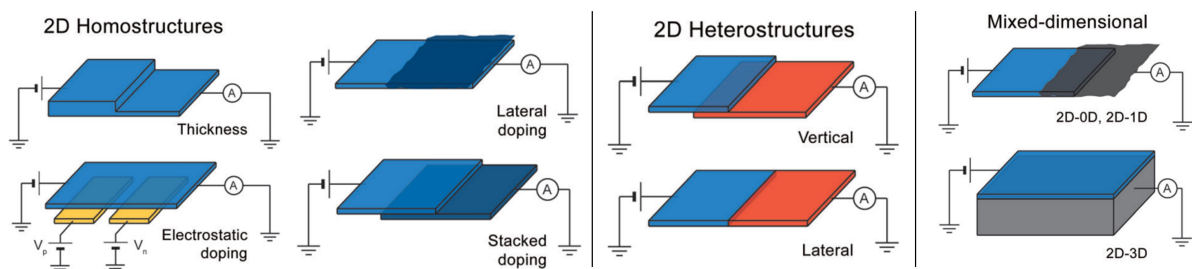 2D Homostructures
A
Thickness
A
Electrostatic
doping
Vp
Vn
A
Lateral
doping
A
Stacked
doping
2D Heterostructures
A
Vertical
A
Lateral
Mixed-dimensional
A
2D-0D, 2D-1D
A
2D-3D